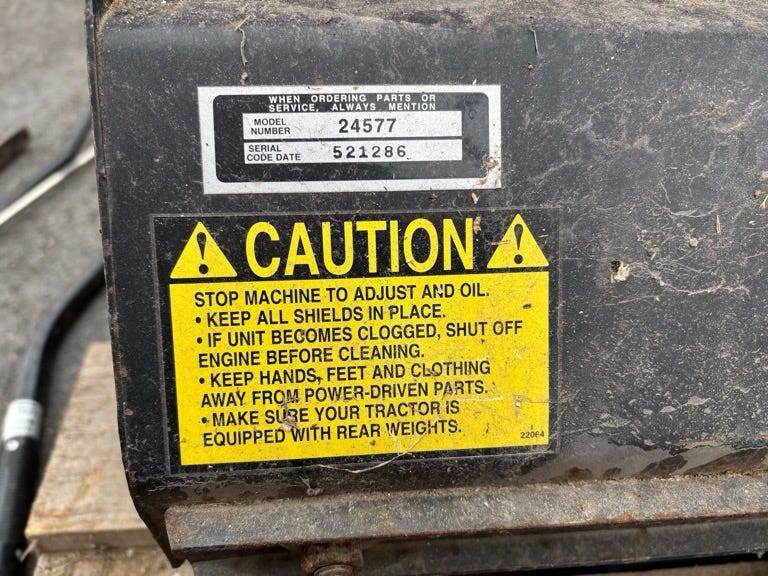 WHEN ORDERING PARTS OR
SERVICE, ALWAYS MENTION
MODEL
NUMBER 24577
SERIAL
CODE DATE 521286
CAUTION
STOP MACHINE TO ADJUST AND OIL.
• KEEP ALL SHIELDS IN PLACE.
• IF UNIT BECOMES CLOGGED, SHUT OFF
ENGINE BEFORE CLEANING.
• KEEP HANDS, FEET AND CLOTHING
AWAY FROM POWER-DRIVEN PARTS.
• MAKE SURE YOUR TRACTOR IS
EQUIPPED WITH REAR WEIGHTS.
22064